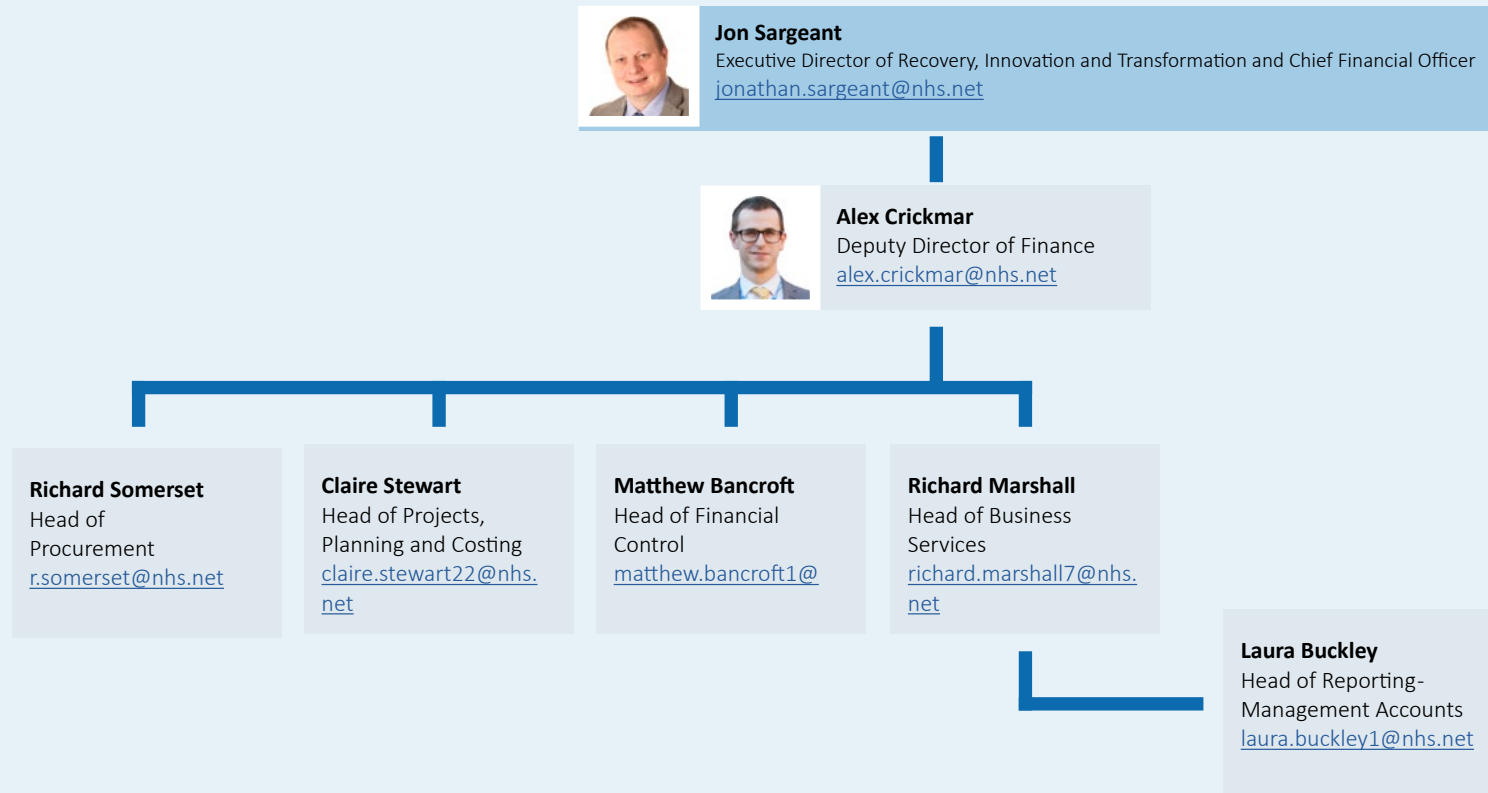 Jon Sargeant
Executive Director of Recovery, Innovation and Transformation and Chief Financial Officer
jonathan.sargeant@nhs.net
Alex Crickmar
Deputy Director of Finance
alex.crickmar@nhs.net
Richard Somerset
Head of
Procurement
r.somerset@nhs.net
Claire Stewart
Head of Projects,
Planning and Costing
claire.stewart22@nhs.
net
Matthew Bancroft
Head of Financial
Control
matthew.bancroft1@
Richard Marshall
Head of Business
Services
richard.marshall7@nhs.
net
Laura Buckley
Head of Reporting-
Management Accounts
laura.buckley1@nhs.net